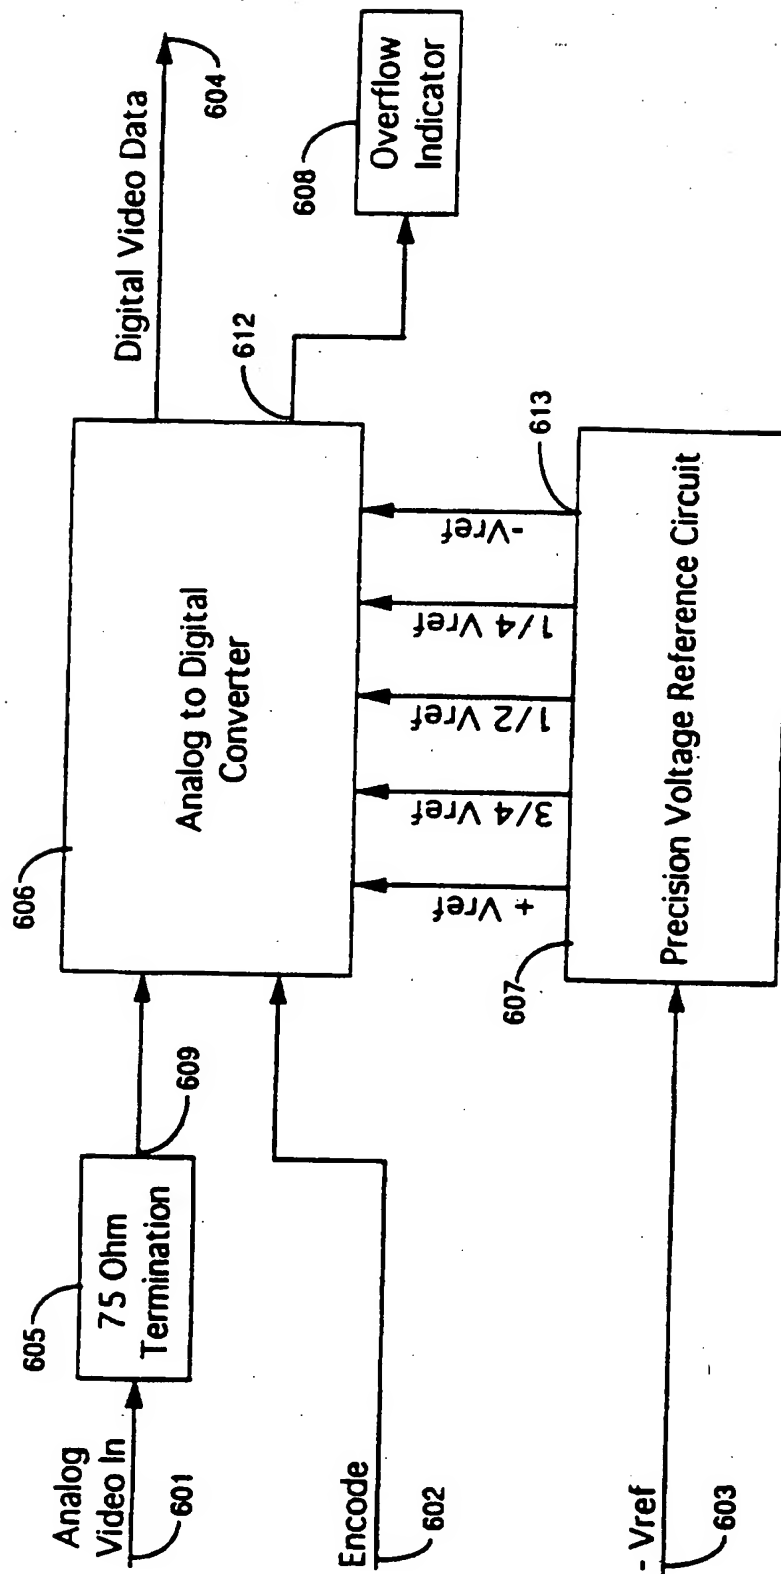 Analog
Video In
601
605
75 Ohm
Termination
609
Encode
602
- Vref
603
606
Analog to Digital
Converter
Digital Video Data
604
612
608
Overflow
Indicator
+ Vref
3/4 Vref
1/2 Vref
1/4 Vref
-Vref
613
607
Precision Voltage Reference Circuit